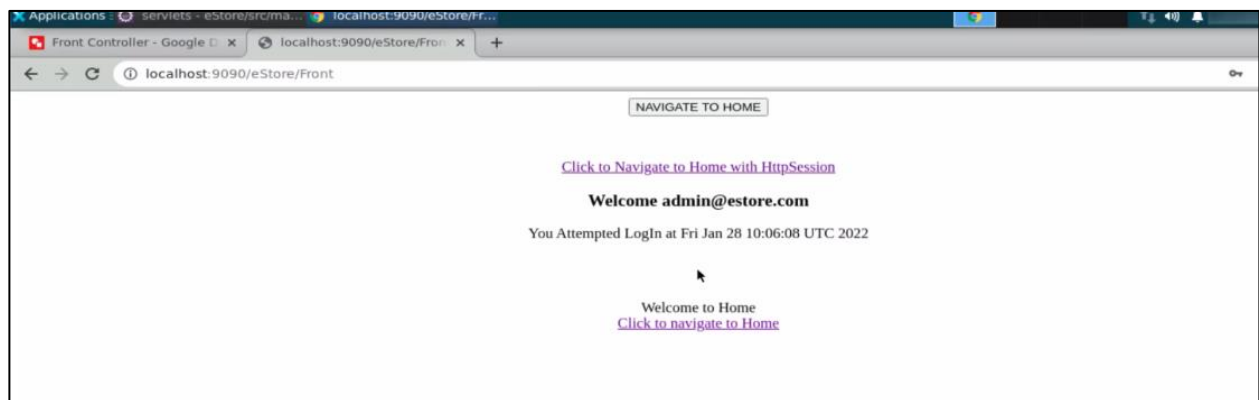 Applications : servlets - eStore/src/ma... localhost:9090/eStore/Fr...
Front Controller - Google D × localhost:9090/eStore/Fron × +
localhost:9090/eStore/Front
NAVIGATE TO HOME
Click to Navigate to Home with HttpSession
Welcome admin@estore.com
You Attempted LogIn at Fri Jan 28 10:06:08 UTC 2022
Welcome to Home
Click to navigate to Home